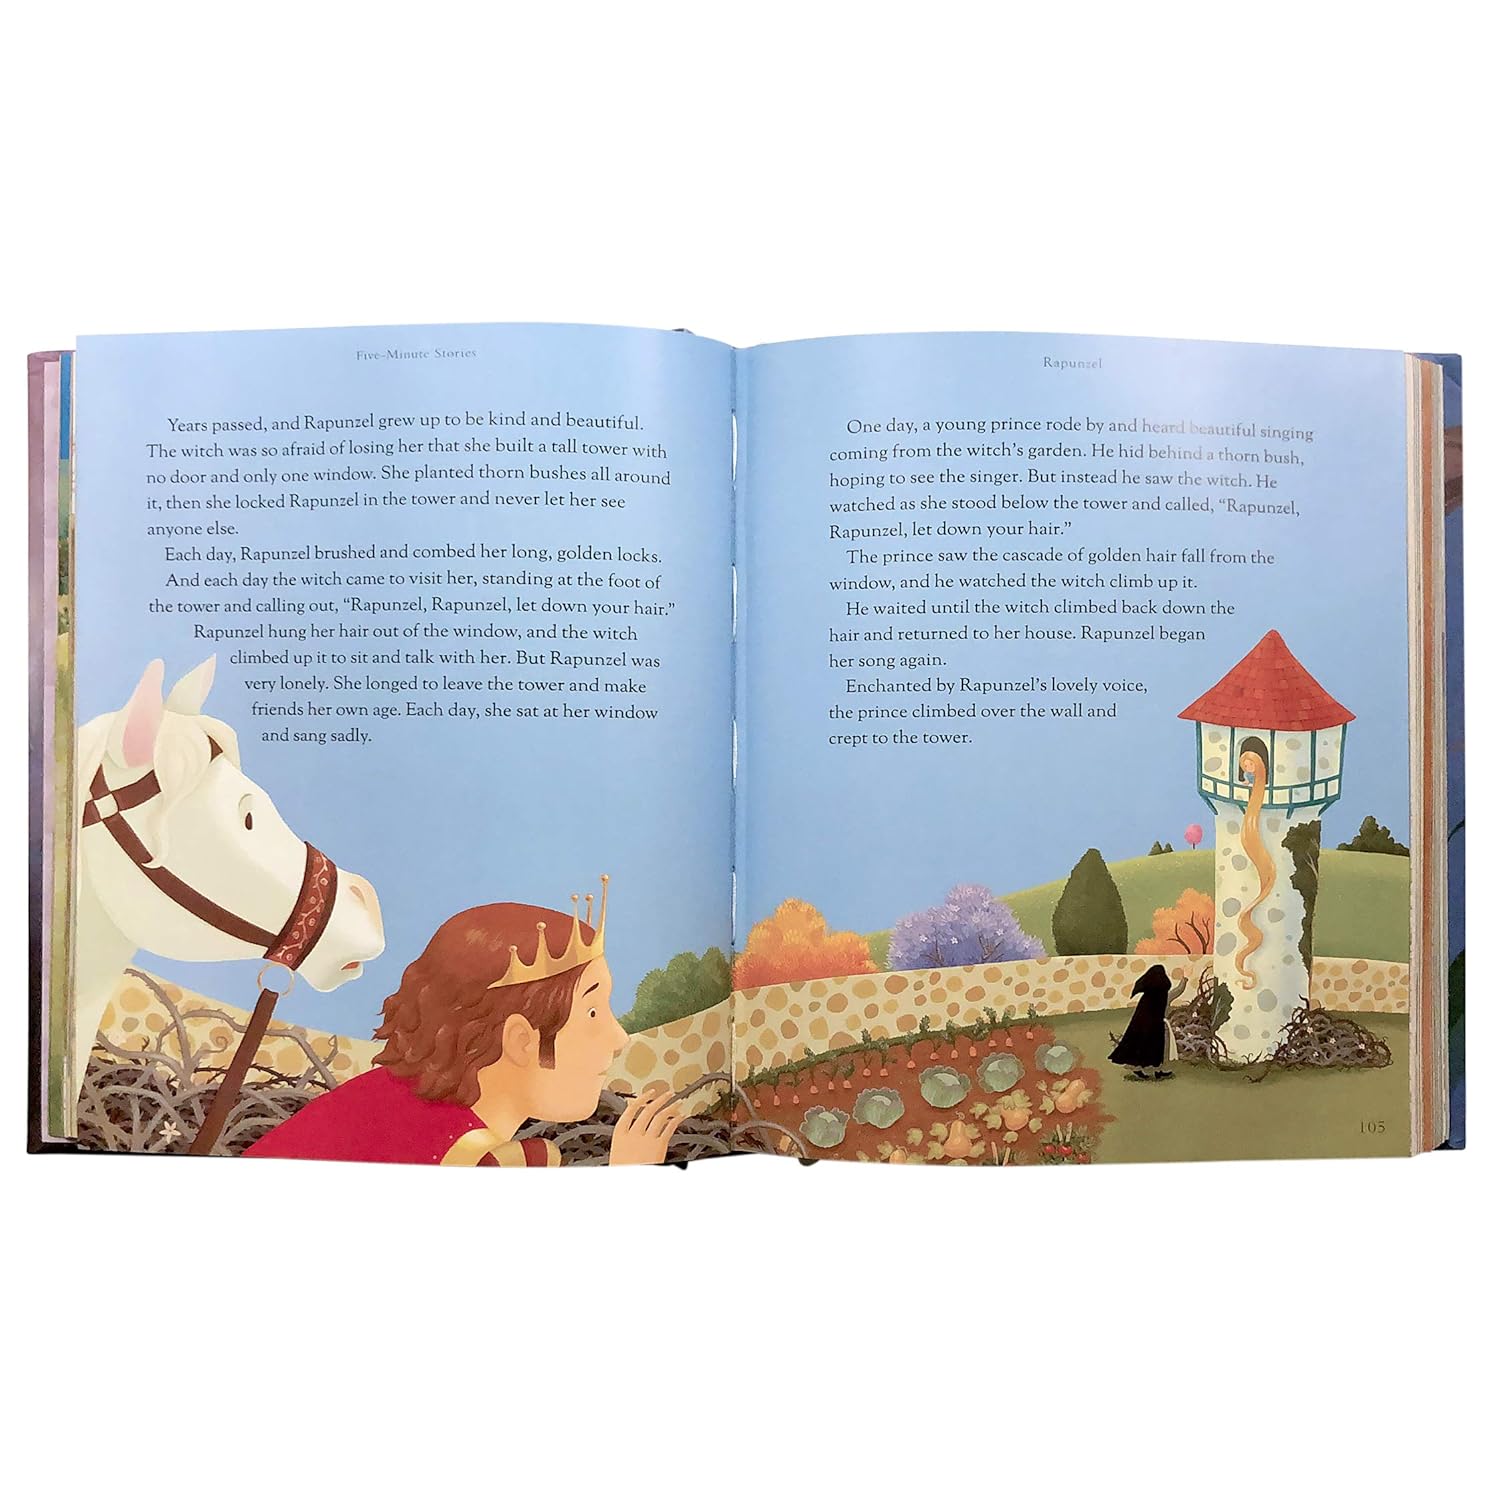 Five-Minute Stories
Years passed, and Rapunzel grew up to be kind and beautiful.
The witch was so afraid of losing her that she built a tall tower with
no door and only one window. She planted thorn bushes all around
it, then she locked Rapunzel in the tower and never let her see
anyone else.
Each day, Rapunzel brushed and combed her long, golden locks.
And each day the witch came to visit her, standing at the foot of
the tower and calling out, “Rapunzel, Rapunzel, let down your hair.”
Rapunzel hung her hair out of the window, and the witch
climbed up it to sit and talk with her. But Rapunzel was
very lonely. She longed to leave the tower and make
friends her own age. Each day, she sat at her window
and sang sadly.
Rapunzel
One day, a young prince rode by and heard beautiful singing
coming from the witch’s garden. He hid behind a thorn bush,
hoping to see the singer. But instead he saw the witch. He
watched as she stood below the tower and called, “Rapunzel,
Rapunzel, let down your hair.”
The prince saw the cascade of golden hair fall from the
window, and he watched the witch climb up it.
He waited until the witch climbed back down the
hair and returned to her house. Rapunzel began
her song again.
Enchanted by Rapunzel’s lovely voice,
the prince climbed over the wall and
crept to the tower.
105